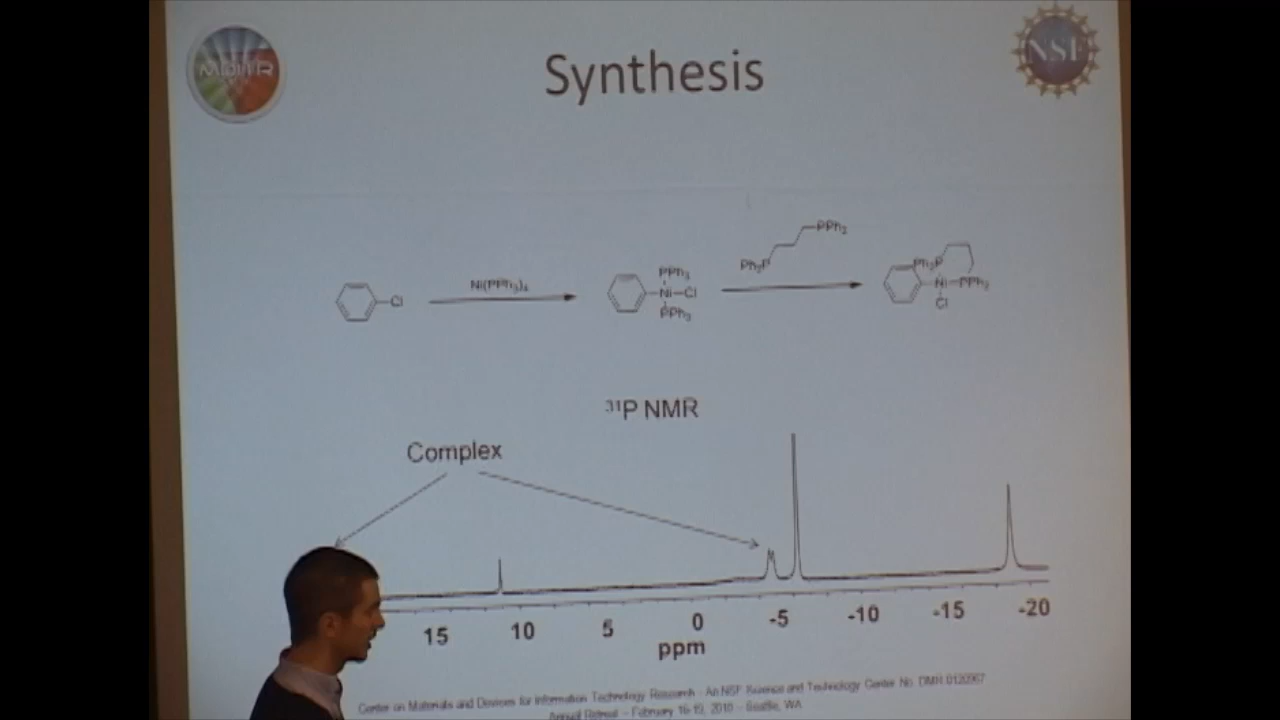 MDITR
NSF
Synthesis
PPh₂
Ph₂P
Ni(PPh₃)₄
PPh₃
Cl
Ni—Cl
PPh₃
Ph₂P
Ni
PPh₂
Cl
³¹P NMR
Complex
15 10 5 0 -5 -10 -15 -20
ppm
Center on Materials and Devices for Information Technology Research - An NSF Science and Technology Center No. DMR 0120967
Annual Retreat - February 16-19, 2010 - Seattle, WA